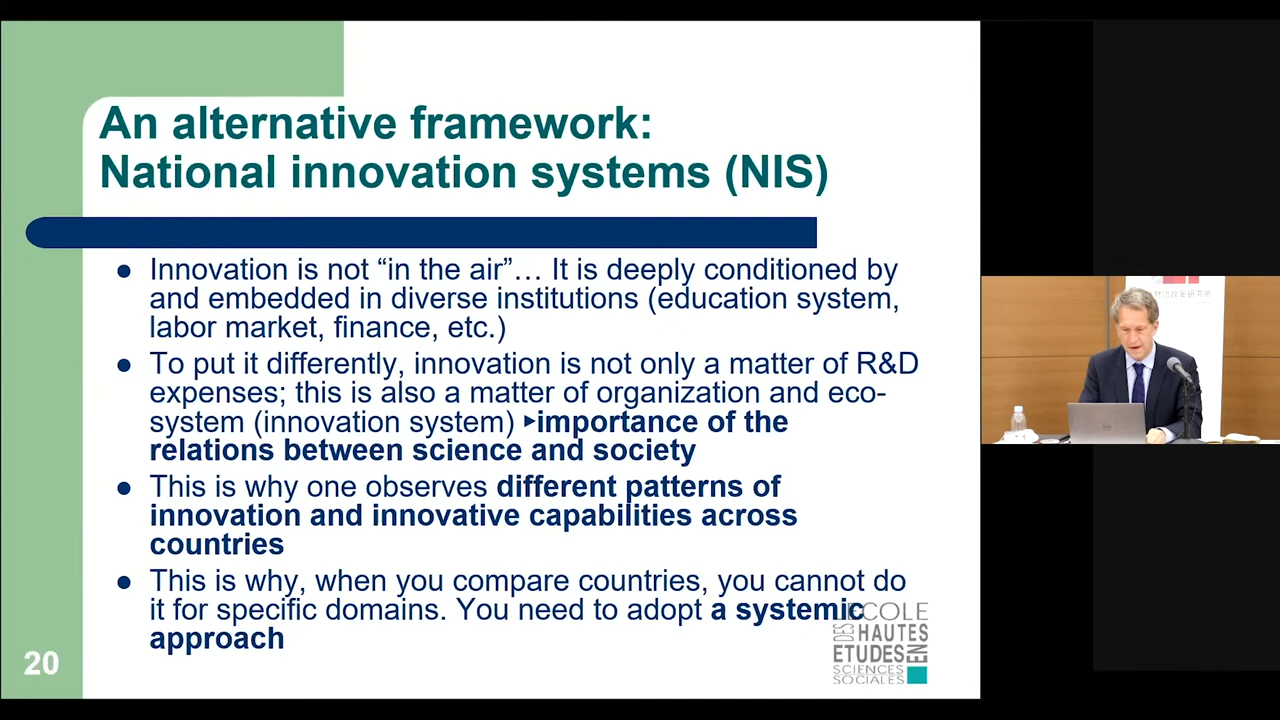 An alternative framework:
National innovation systems (NIS)
● Innovation is not “in the air”… It is deeply conditioned by
and embedded in diverse institutions (education system,
labor market, finance, etc.)
● To put it differently, innovation is not only a matter of R&D
expenses; this is also a matter of organization and eco-
system (innovation system) ▸importance of the
relations between science and society
● This is why one observes different patterns of
innovation and innovative capabilities across
countries
● This is why, when you compare countries, you cannot do
it for specific domains. You need to adopt a systemic
approach
20
ECOLE
DES HAUTES
ETUDES EN
SCIENCES
SOCIALES
政策研究所